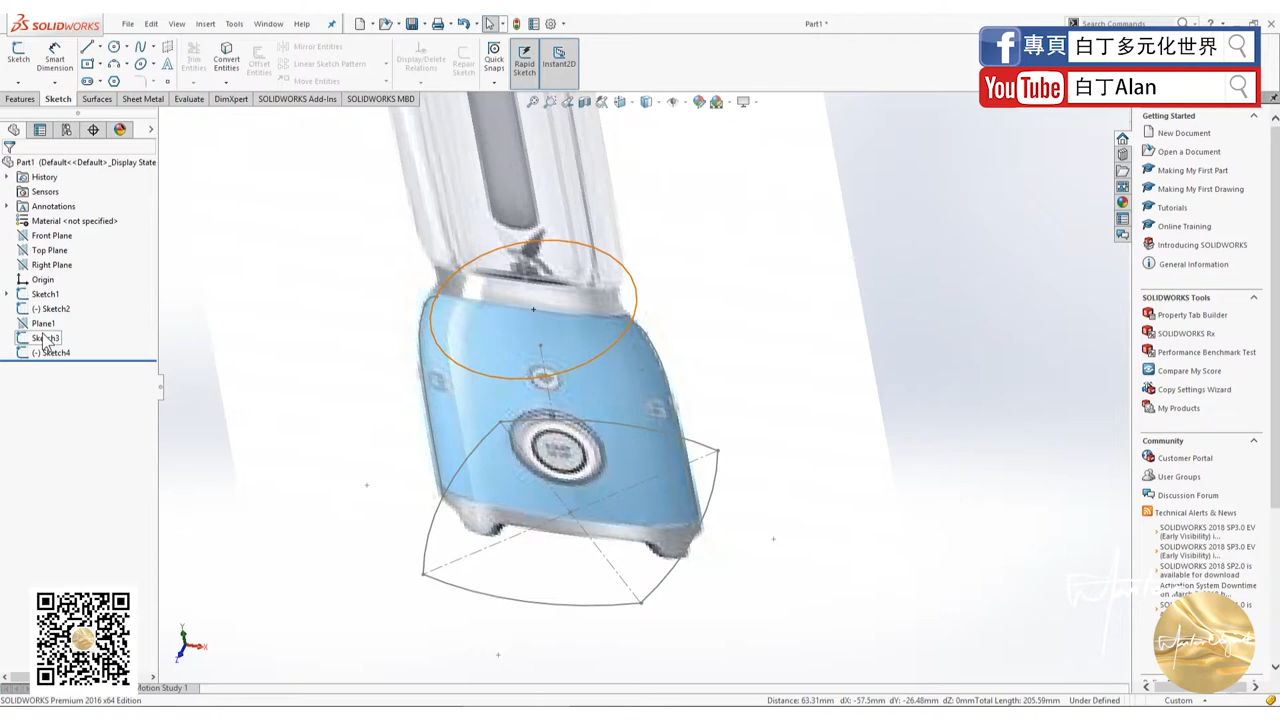 SOLIDWORKS
File
Edit
View
Insert
Tools
Window
Help
Part1 *
Search Commands
Sketch
Smart Dimension
Trim Entities
Convert Entities
Offset Entities
Mirror Entities
Linear Sketch Pattern
Move Entities
Display/Delete Relations
Repair Sketch
Quick Snaps
Rapid Sketch
Instant2D
Features
Sketch
Surfaces
Sheet Metal
Evaluate
DimXpert
SOLIDWORKS Add-Ins
SOLIDWORKS MBD
f 專頁 白丁多元化世界
YouTube 白丁Alan
Part1 (Default<<Default>_Display State
History
Sensors
Annotations
Material <not specified>
Front Plane
Top Plane
Right Plane
Origin
Sketch1
(-) Sketch2
Plane1
Sketch3
(-) Sketch4
Getting Started
New Document
Open a Document
Making My First Part
Making My First Drawing
Tutorials
Online Training
Introducing SOLIDWORKS
General Information
SOLIDWORKS Tools
Property Tab Builder
SOLIDWORKS Rx
Performance Benchmark Test
Compare My Score
Copy Settings Wizard
My Products
Community
Customer Portal
User Groups
Discussion Forum
Technical Alerts & News
SOLIDWORKS 2018 SP3.0 EV (Early Visibility) i...
SOLIDWORKS 2018 SP3.0 EV (Early Visibility) i...
SOLIDWORKS 2018 SP2.0 is available for download
Activation System Downtime
Y
X
Z
Motion Study 1
SOLIDWORKS Premium 2016 x64 Edition
Distance: 63.31mm dX: -57.5mm dY: -26.48mm dZ: 0mm Total Length: 205.59mm
Under Defined
Custom